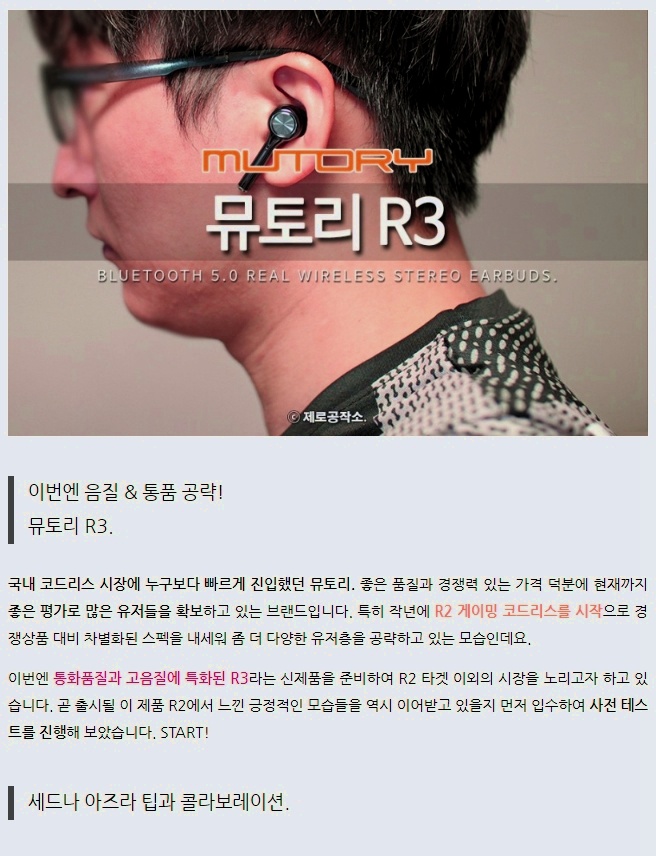 MUTORY
뮤토리 R3
BLUETOOTH 5.0 REAL WIRELESS STEREO EARBUDS.
ⓒ 제로공작소.
이번엔 음질 & 통품 공략!
뮤토리 R3.
국내 코드리스 시장에 누구보다 빠르게 진입했던 뮤토리. 좋은 품질과 경쟁력 있는 가격 덕분에 현재까지
좋은 평가로 많은 유저들을 확보하고 있는 브랜드입니다. 특히 작년에 R2 게이밍 코드리스를 시작으로 경
쟁상품 대비 차별화된 스펙을 내세워 좀 더 다양한 유저층을 공략하고 있는 모습인데요.
이번엔 통화품질과 고음질에 특화된 R3라는 신제품을 준비하여 R2 타겟 이외의 시장을 노리고자 하고 있
습니다. 곧 출시될 이 제품 R2에서 느낀 긍정적인 모습들을 역시 이어받고 있을지 먼저 입수하여 사전 테스
트를 진행해 보았습니다. START!
세드나 아즈라 팁과 콜라보레이션.